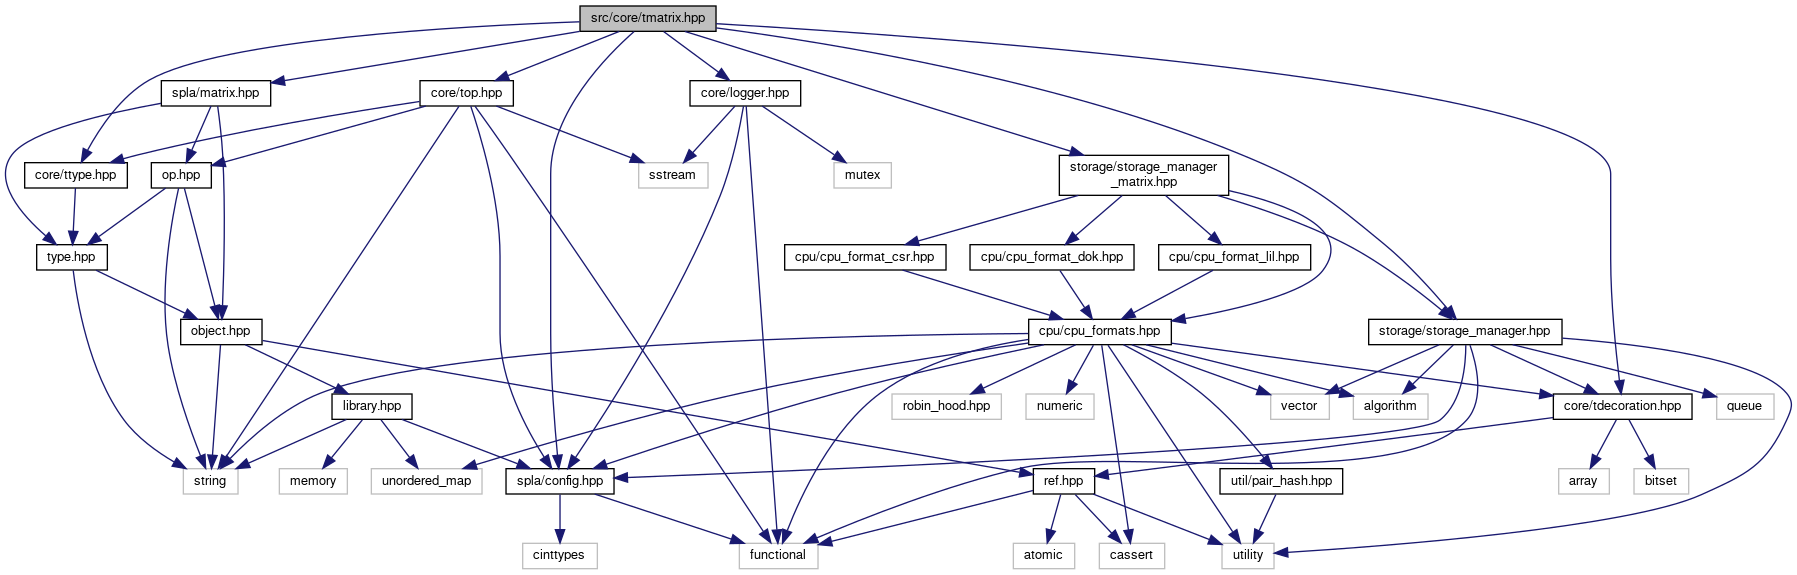 src/core/tmatrix.hpp
spla/matrix.hpp
core/top.hpp
core/logger.hpp
core/ttype.hpp
op.hpp
sstream
mutex
storage/storage_manager
_matrix.hpp
type.hpp
cpu/cpu_format_csr.hpp
cpu/cpu_format_dok.hpp
cpu/cpu_format_lil.hpp
object.hpp
cpu/cpu_formats.hpp
storage/storage_manager.hpp
library.hpp
robin_hood.hpp
numeric
vector
algorithm
core/tdecoration.hpp
queue
string
memory
unordered_map
spla/config.hpp
ref.hpp
util/pair_hash.hpp
array
bitset
cinttypes
functional
atomic
cassert
utility